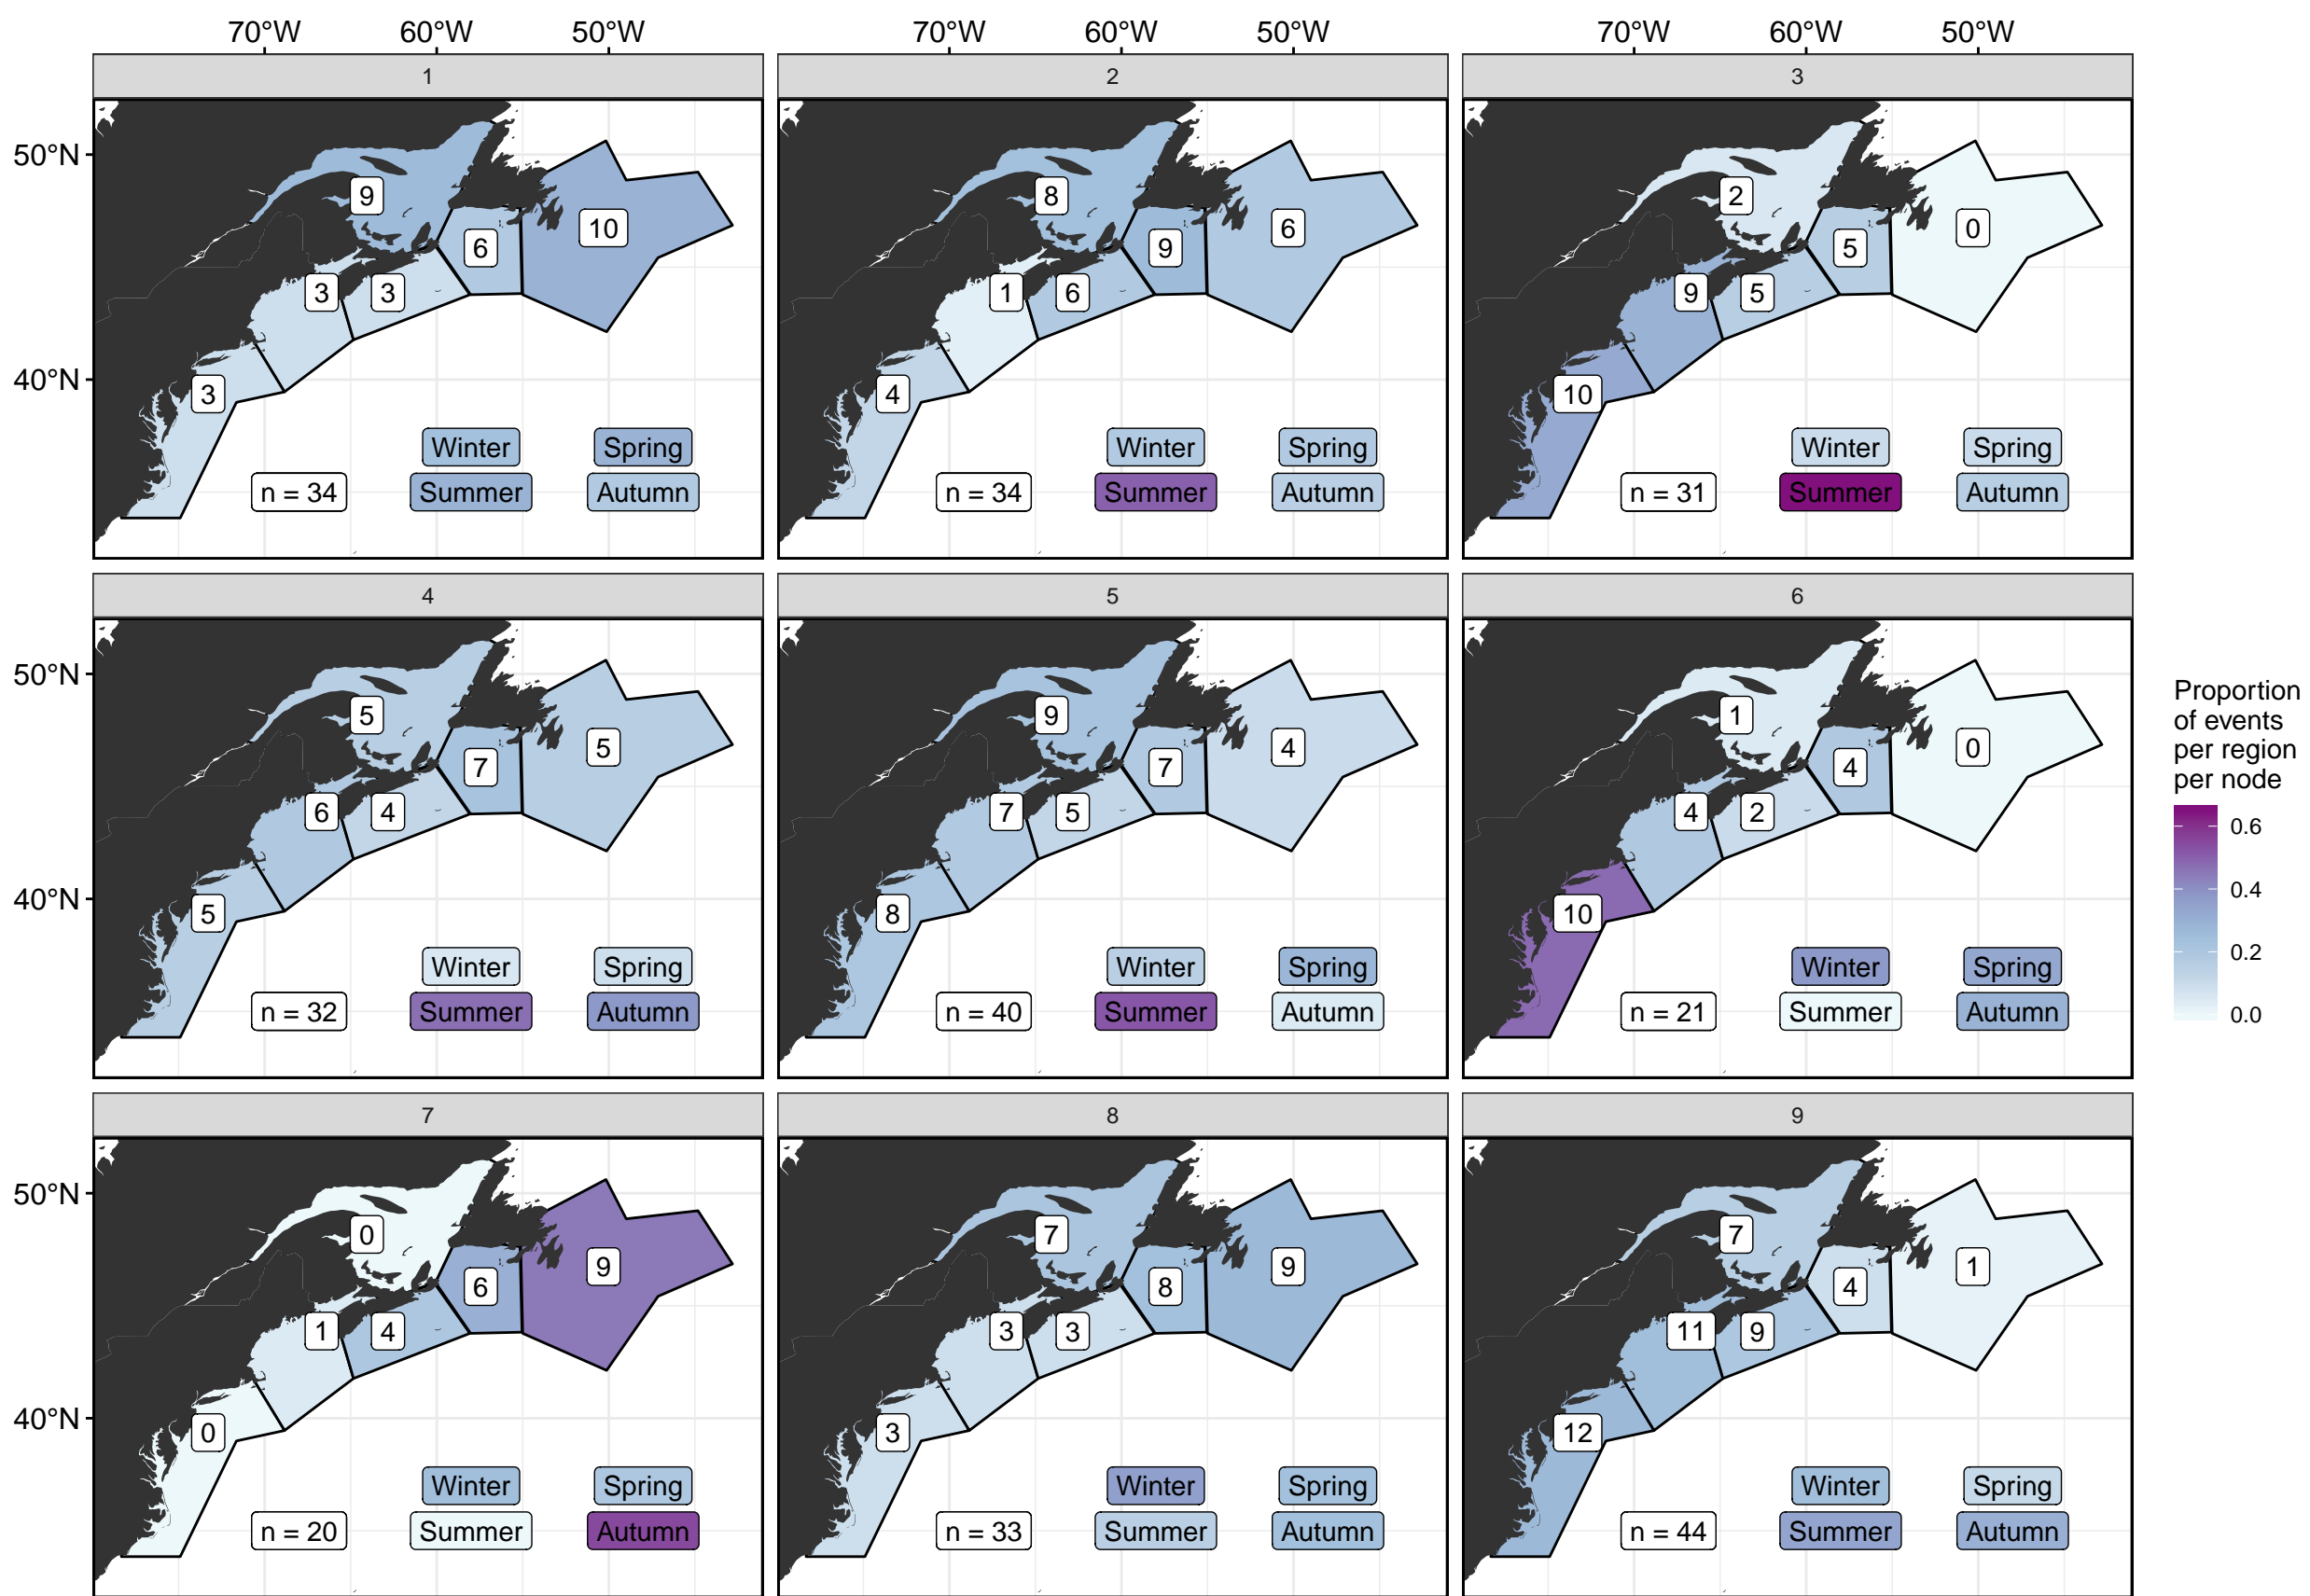 70°W 60°W 50°W 70°W 60°W 50°W 70°W 60°W 50°W
1 2 3
50°N
9 10 6 3 3 3
8 6 9 1 6 4
2 0 5 9 5 10
40°N
Winter Spring Winter Spring Winter Spring
n = 34 Summer Autumn n = 34 Summer Autumn n = 31 Summer Autumn
4 5 6
50°N
5 5 7 6 4 5
9 4 7 7 5 8
1 0 4 4 2 10
40°N
Winter Spring Winter Spring Winter Spring
n = 32 Summer Autumn n = 40 Summer Autumn n = 21 Summer Autumn
7 8 9
50°N
0 9 6 1 4 0
7 9 8 3 3 3
7 1 4 11 9 12
40°N
Winter Spring Winter Spring Winter Spring
n = 20 Summer Autumn n = 33 Summer Autumn n = 44 Summer Autumn
Proportion
of events
per region
per node
0.6
0.4
0.2
0.0